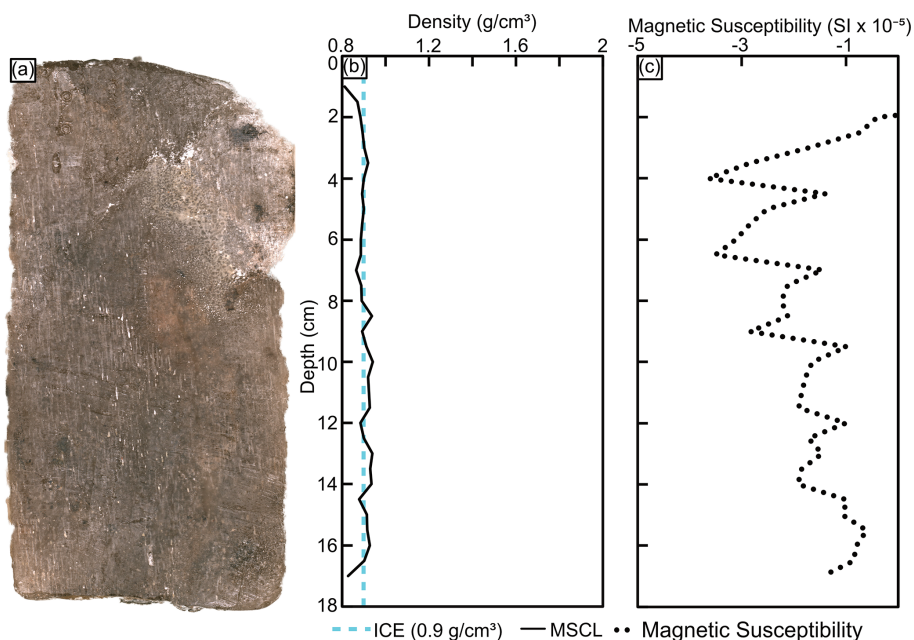 Density (g/cm³)
0.8 1.2 1.6 2
Magnetic Susceptibility (SI x 10⁻⁵)
-5 -3 -1
(a)
(b)
(c)
0
2
4
6
8
10
12
14
16
18
Depth (cm)
ICE (0.9 g/cm³) MSCL Magnetic Susceptibility